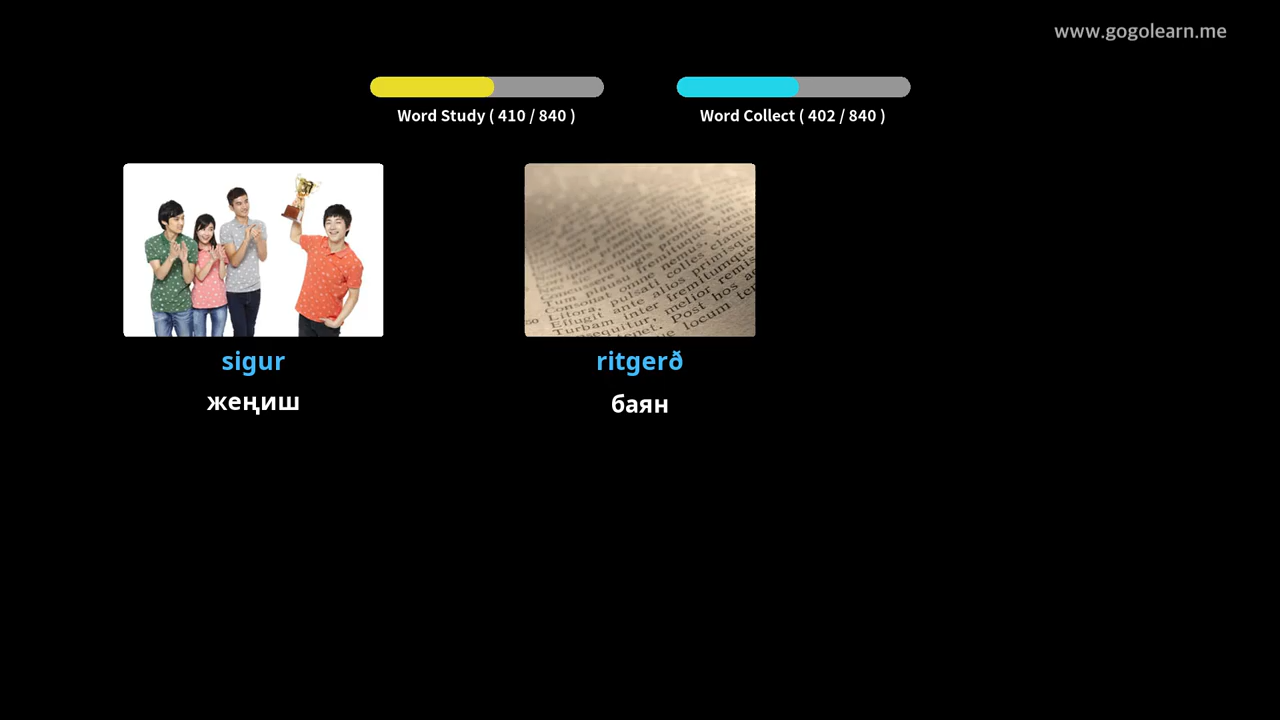 www.gogolearn.me
Word Study ( 410 / 840 )
Word Collect ( 402 / 840 )
sigur
жеңиш
ritgerð
баян